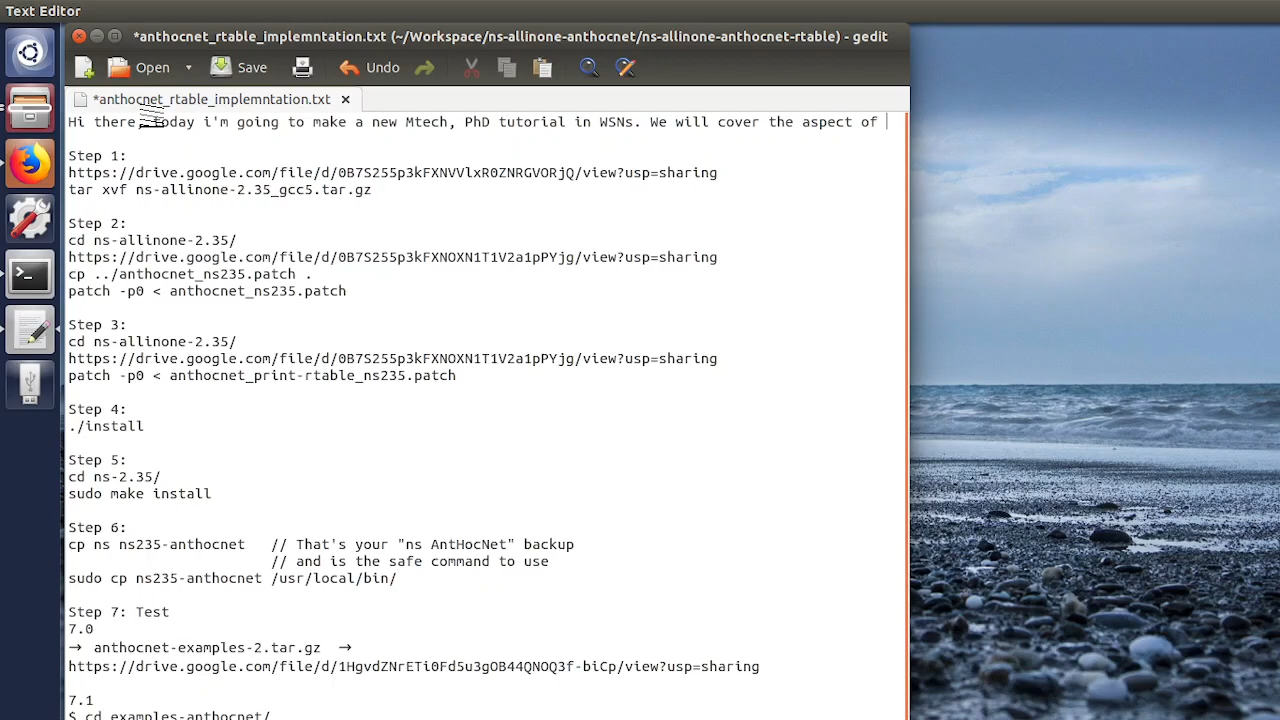 Text Editor
*anthocnet_rtable_implemntation.txt (~/Workspace/ns-allinone-anthocnet/ns-allinone-anthocnet-rtable) - gedit
Open Save Undo
*anthocnet_rtable_implemntation.txt
Hi there, Today i'm going to make a new Mtech, PhD tutorial in WSNs. We will cover the aspect of
Step 1:
https://drive.google.com/file/d/0B7S255p3kFXNVVlxR0ZNRGVORjQ/view?usp=sharing
tar xvf ns-allinone-2.35_gcc5.tar.gz
Step 2:
cd ns-allinone-2.35/
https://drive.google.com/file/d/0B7S255p3kFXNOXN1T1V2a1pPYjg/view?usp=sharing
cp ../anthocnet_ns235.patch .
patch -p0 < anthocnet_ns235.patch
Step 3:
cd ns-allinone-2.35/
https://drive.google.com/file/d/0B7S255p3kFXNOXN1T1V2a1pPYjg/view?usp=sharing
patch -p0 < anthocnet_print-rtable_ns235.patch
Step 4:
./install
Step 5:
cd ns-2.35/
sudo make install
Step 6:
cp ns ns235-anthocnet // That's your "ns AntHocNet" backup
// and is the safe command to use
sudo cp ns235-anthocnet /usr/local/bin/
Step 7: Test
7.0
→ anthocnet-examples-2.tar.gz →
https://drive.google.com/file/d/1HgvdZNrETi0Fd5u3gOB44QNOQ3f-biCp/view?usp=sharing
7.1
$ cd examples-anthocnet/